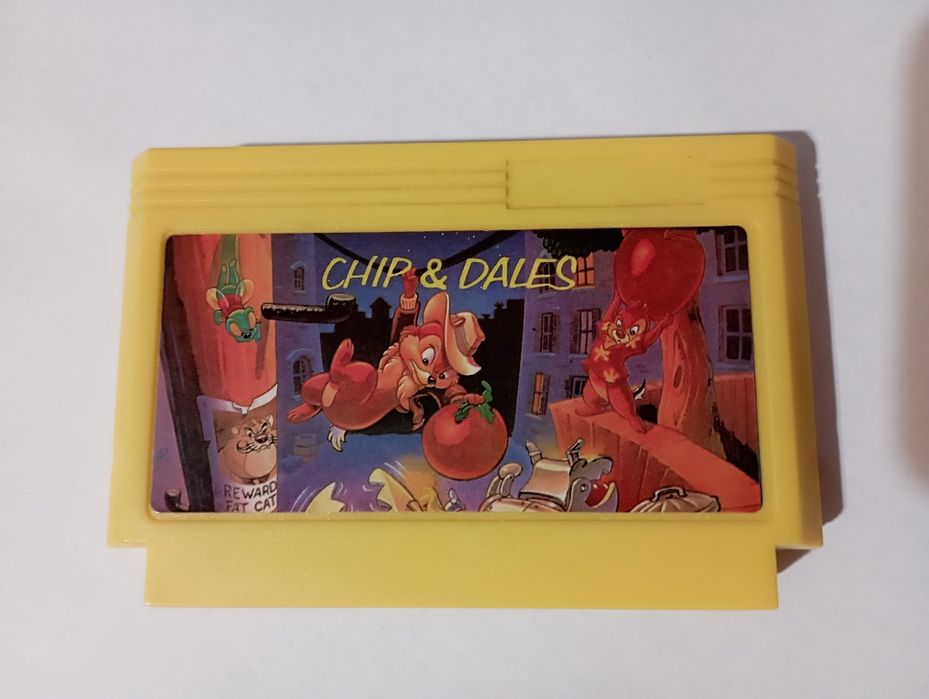 CHIP & DALES
REWARD
FAT CAT